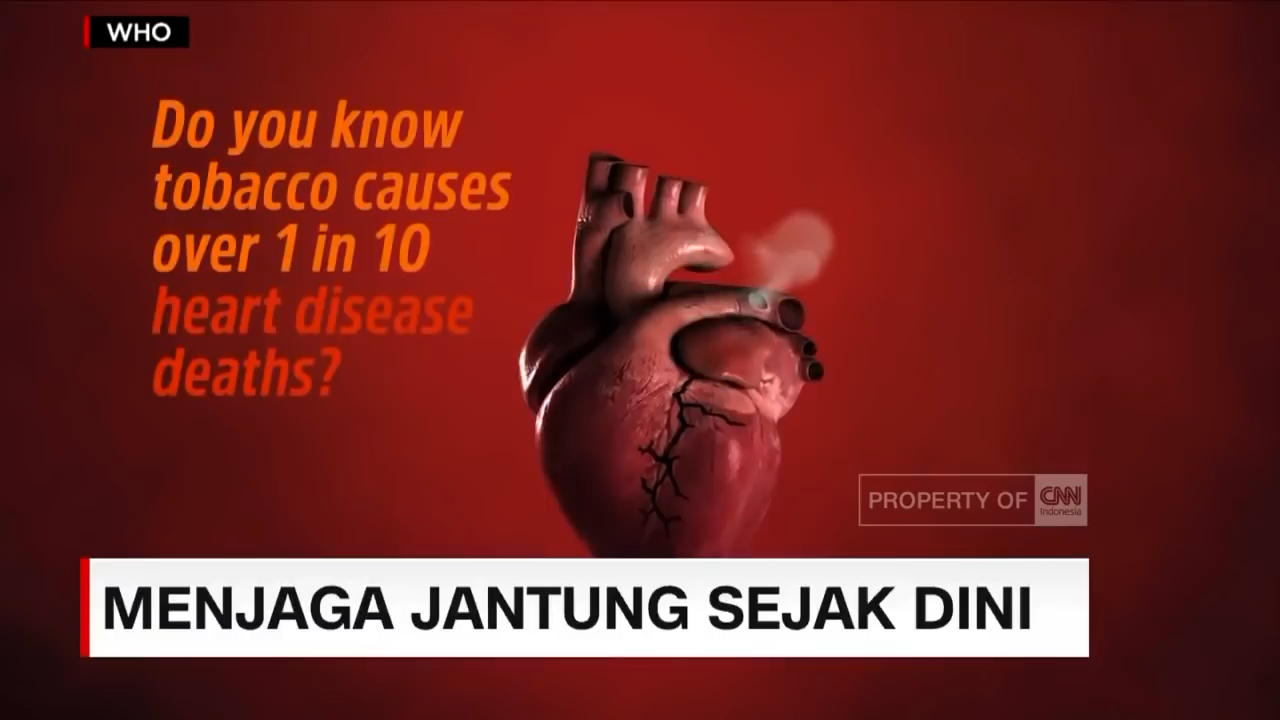 WHO
Do you know
tobacco causes
over 1 in 10
heart disease
deaths?
PROPERTY OF CNN
Indonesia
MENJAGA JANTUNG SEJAK DINI